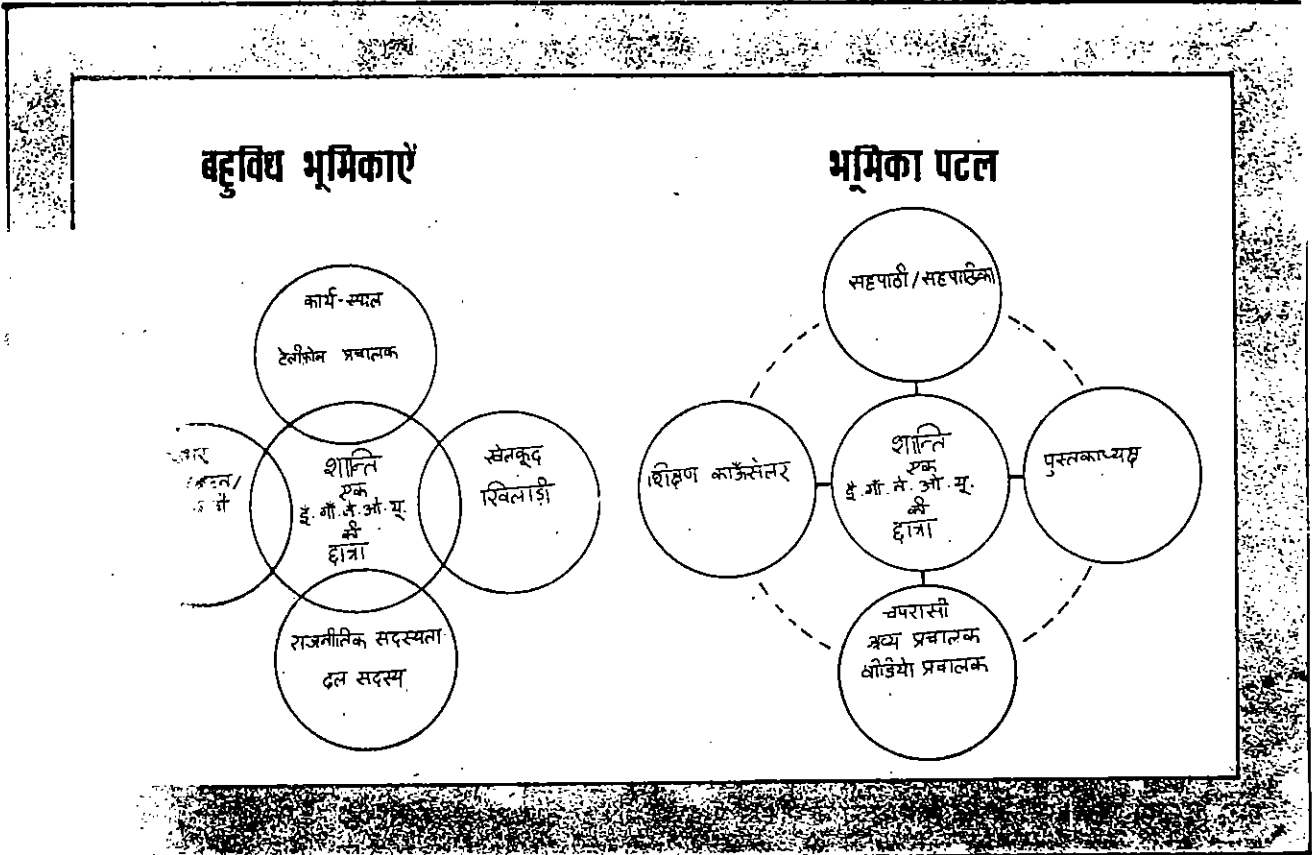 बहुविध भूमिकाऐं
कार्य-स्थल
टेलीफ़ोन प्रचालक
शान्ति
एक
ई. गाँ. ने. ओ. यू.
की
छात्रा
खेलकूद
खिलाड़ी
राजनीतिक सदस्यता
दल सदस्य
भूमिका पटल
सहपाठी/सहपाठिका
शिक्षण काऊँसेलर
शान्ति
एक
ई. गाँ. ने. ओ. यू.
की
छात्रा
पुस्तकाध्यक्ष
चपरासी
श्रव्य प्रचालक
वीडियो प्रचालक